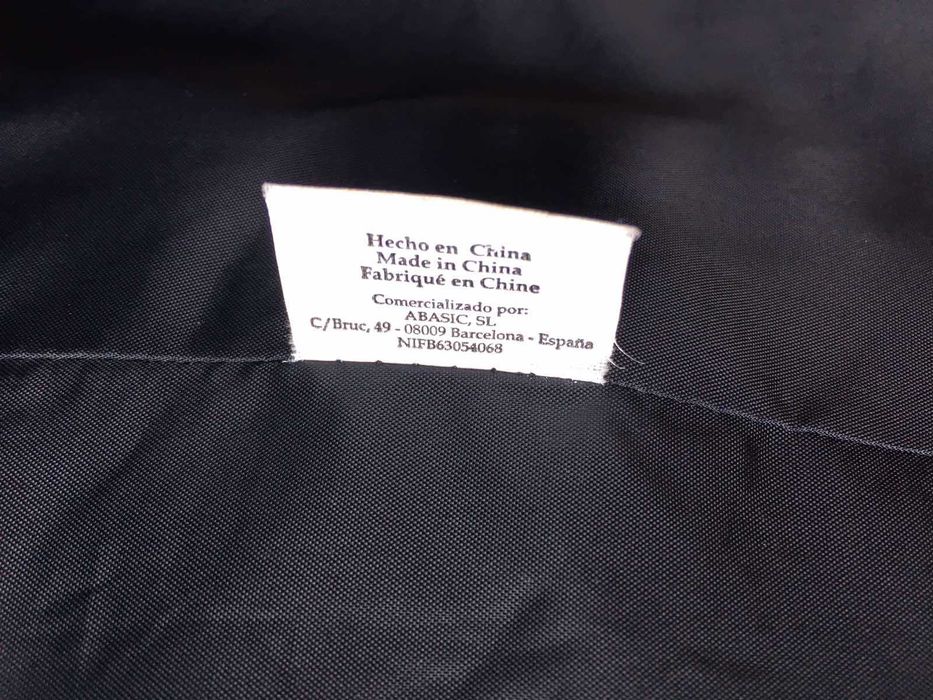 Hecho en China
Made in China
Fabriqué en Chine
Comercializado por:
ABASIC, SL
C/Bruc, 49 - 08009 Barcelona - España
NIFB63054068